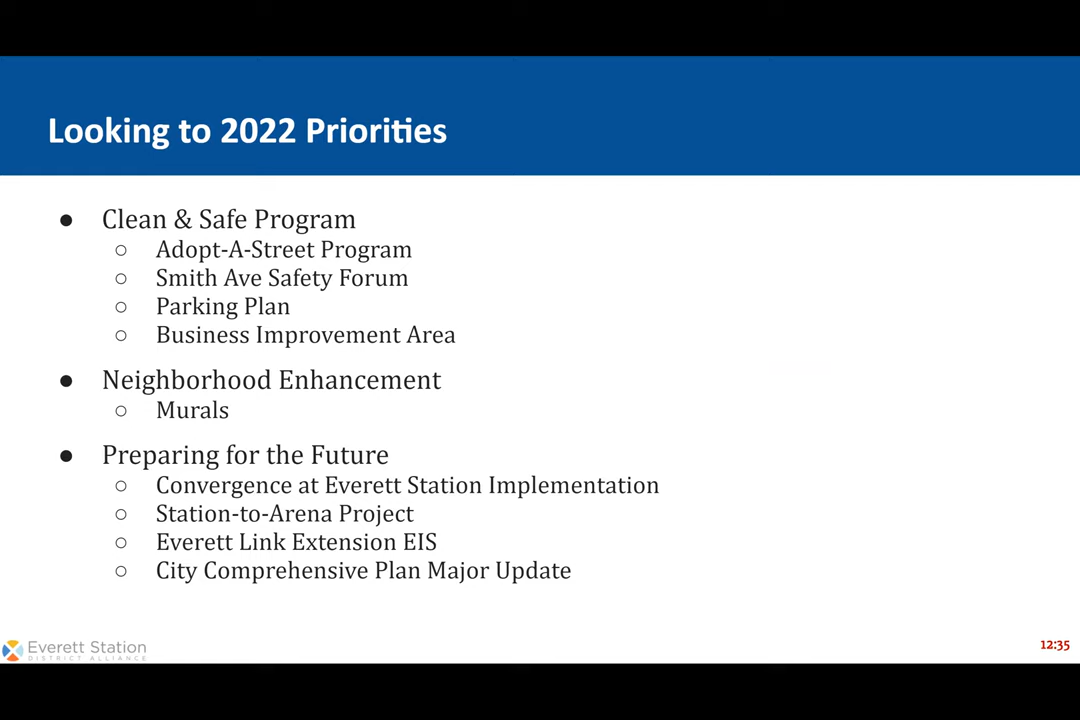 Looking to 2022 Priorities
● Clean & Safe Program
○ Adopt-A-Street Program
○ Smith Ave Safety Forum
○ Parking Plan
○ Business Improvement Area
● Neighborhood Enhancement
○ Murals
● Preparing for the Future
○ Convergence at Everett Station Implementation
○ Station-to-Arena Project
○ Everett Link Extension EIS
○ City Comprehensive Plan Major Update
Everett Station
DISTRICT ALLIANCE
12:35